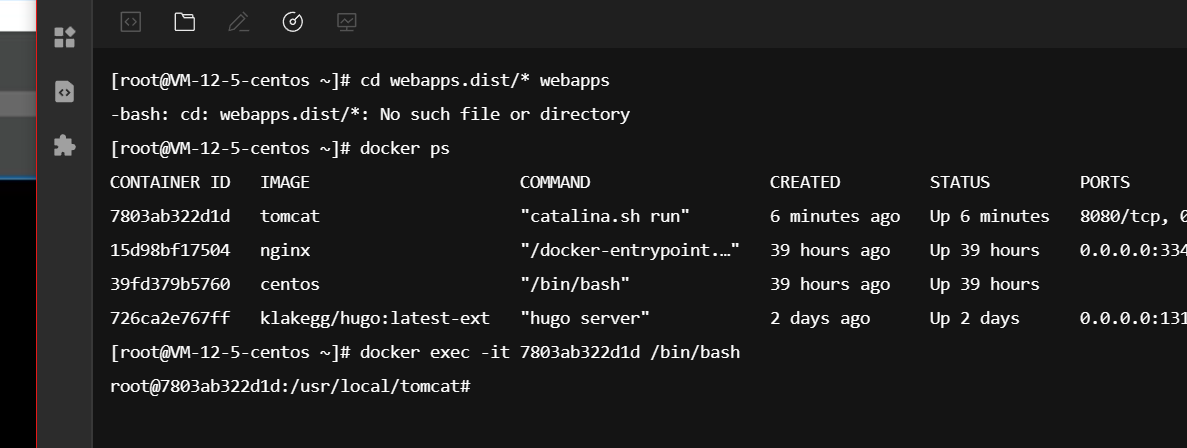 [root@VM-12-5-centos ~]# cd webapps.dist/* webapps
-bash: cd: webapps.dist/*: No such file or directory
[root@VM-12-5-centos ~]# docker ps
CONTAINER ID   IMAGE                     COMMAND                  CREATED         STATUS         PORTS
7803ab322d1d   tomcat                    "catalina.sh run"        6 minutes ago   Up 6 minutes   8080/tcp, 0
15d98bf17504   nginx                     "/docker-entrypoint.…"   39 hours ago    Up 39 hours    0.0.0.0:334
39fd379b5760   centos                    "/bin/bash"              39 hours ago    Up 39 hours
726ca2e767ff   klakegg/hugo:latest-ext   "hugo server"            2 days ago      Up 2 days      0.0.0.0:131
[root@VM-12-5-centos ~]# docker exec -it 7803ab322d1d /bin/bash
root@7803ab322d1d:/usr/local/tomcat#